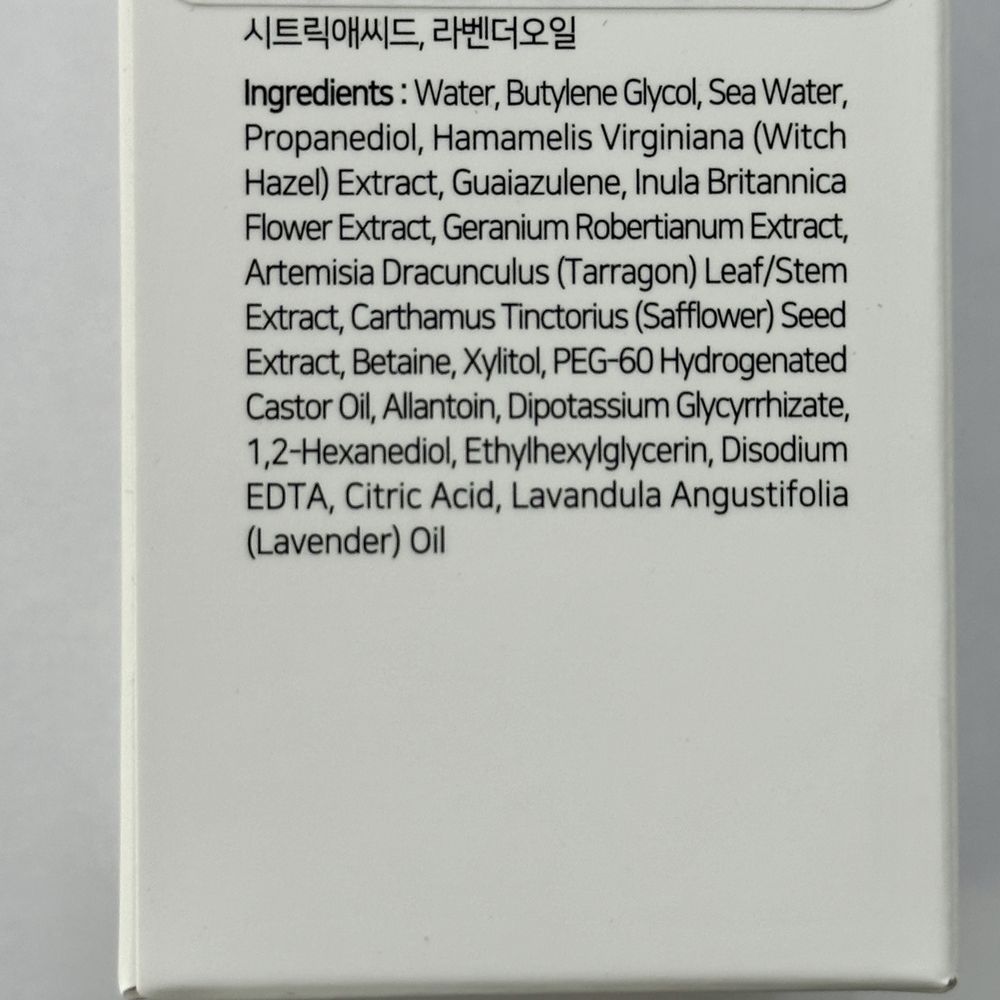 시트릭애씨드, 라벤더오일
Ingredients : Water, Butylene Glycol, Sea Water,
Propanediol, Hamamelis Virginiana (Witch
Hazel) Extract, Guaiazulene, Inula Britannica
Flower Extract, Geranium Robertianum Extract,
Artemisia Dracunculus (Tarragon) Leaf/Stem
Extract, Carthamus Tinctorius (Safflower) Seed
Extract, Betaine, Xylitol, PEG-60 Hydrogenated
Castor Oil, Allantoin, Dipotassium Glycyrrhizate,
1,2-Hexanediol, Ethylhexylglycerin, Disodium
EDTA, Citric Acid, Lavandula Angustifolia
(Lavender) Oil